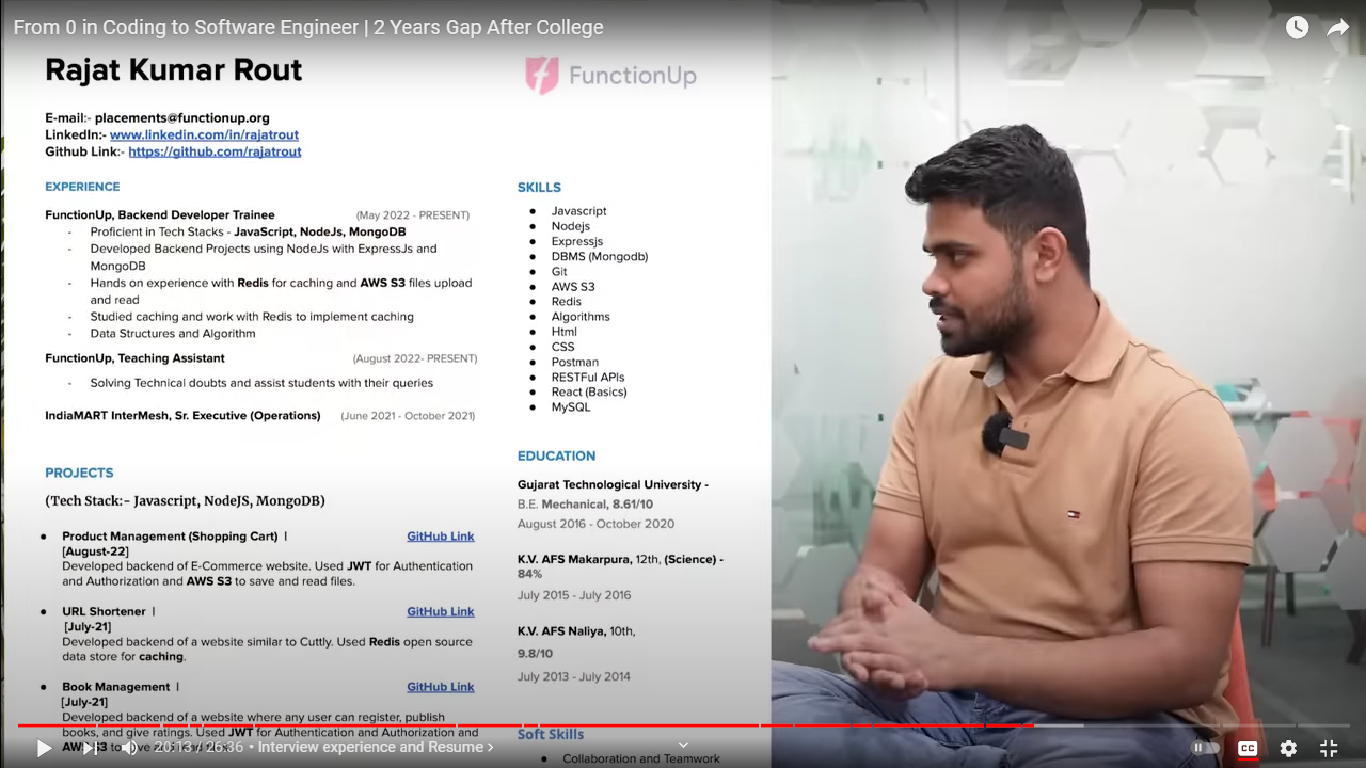 From 0 in Coding to Software Engineer | 2 Years Gap After College
Rajat Kumar Rout
FunctionUp
E-mail:- placements@functionup.org
LinkedIn:- www.linkedin.com/in/rajatrout
Github Link:- https://github.com/rajatrout
EXPERIENCE
FunctionUp, Backend Developer Trainee (May 2022 - PRESENT)
- Proficient in Tech Stacks - JavaScript, NodeJs, MongoDB
- Developed Backend Projects using NodeJs with ExpressJs and
MongoDB
- Hands on experience with Redis for caching and AWS S3 files upload
and read
- Studied caching and work with Redis to implement caching
- Data Structures and Algorithm
FunctionUp, Teaching Assistant (August 2022- PRESENT)
- Solving Technical doubts and assist students with their queries
IndiaMART InterMesh, Sr. Executive (Operations) (June 2021 - October 2021)
PROJECTS
(Tech Stack:- Javascript, NodeJS, MongoDB)
● Product Management (Shopping Cart) | GitHub Link
[August-22]
Developed backend of E-Commerce website. Used JWT for Authentication
and Authorization and AWS S3 to save and read files.
● URL Shortener | GitHub Link
[July-21]
Developed backend of a website similar to Cuttly. Used Redis open source
data store for caching.
● Book Management | GitHub Link
[July-21]
Developed backend of a website where any user can register, publish
books, and give ratings. Used JWT for Authentication and Authorization and
SKILLS
● Javascript
● Nodejs
● Expressjs
● DBMS (Mongodb)
● Git
● AWS S3
● Redis
● Algorithms
● Html
● CSS
● Postman
● RESTFul APIs
● React (Basics)
● MySQL
EDUCATION
Gujarat Technological University -
B.E. Mechanical, 8.61/10
August 2016 - October 2020
K.V. AFS Makarpura, 12th, (Science) -
84%
July 2015 - July 2016
K.V. AFS Naliya, 10th,
9.8/10
July 2013 - July 2014
Soft Skills
● Collaboration and Teamwork
20:13 / 26:36 • Interview experience and Resume
CC